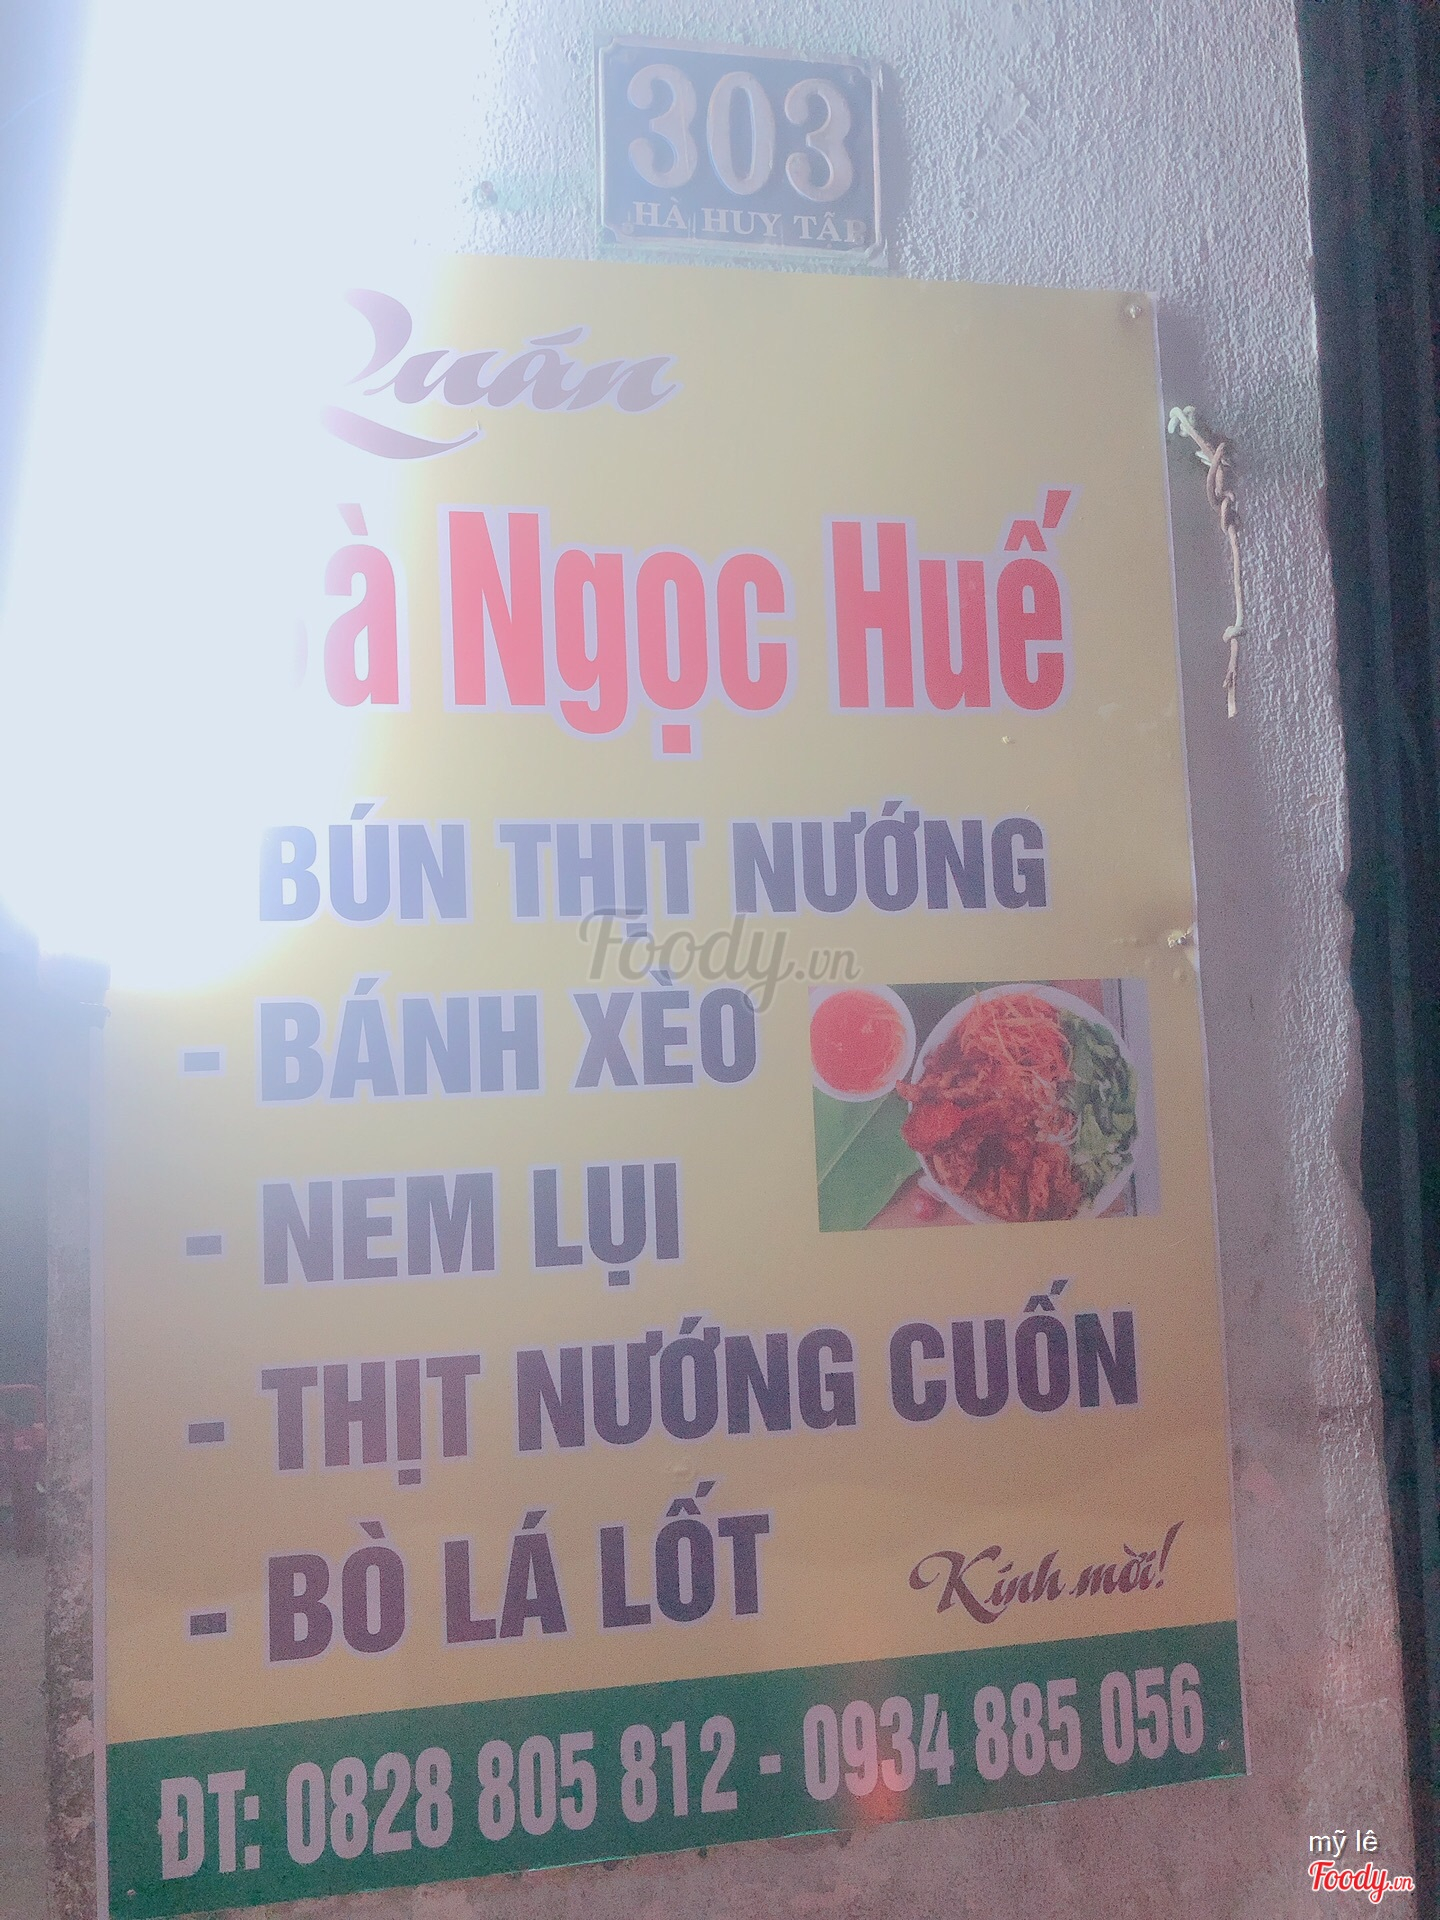 303
HÀ HUY TẬP
Quán
Bà Ngọc Huế
BÚN THỊT NƯỚNG
Foody.vn
- BÁNH XÈO
- NEM LỤI
- THỊT NƯỚNG CUỐN
- BÒ LÁ LỐT
Kính mời!
ĐT: 0828 805 812 - 0934 885 056
mỹ lê
Foody.vn